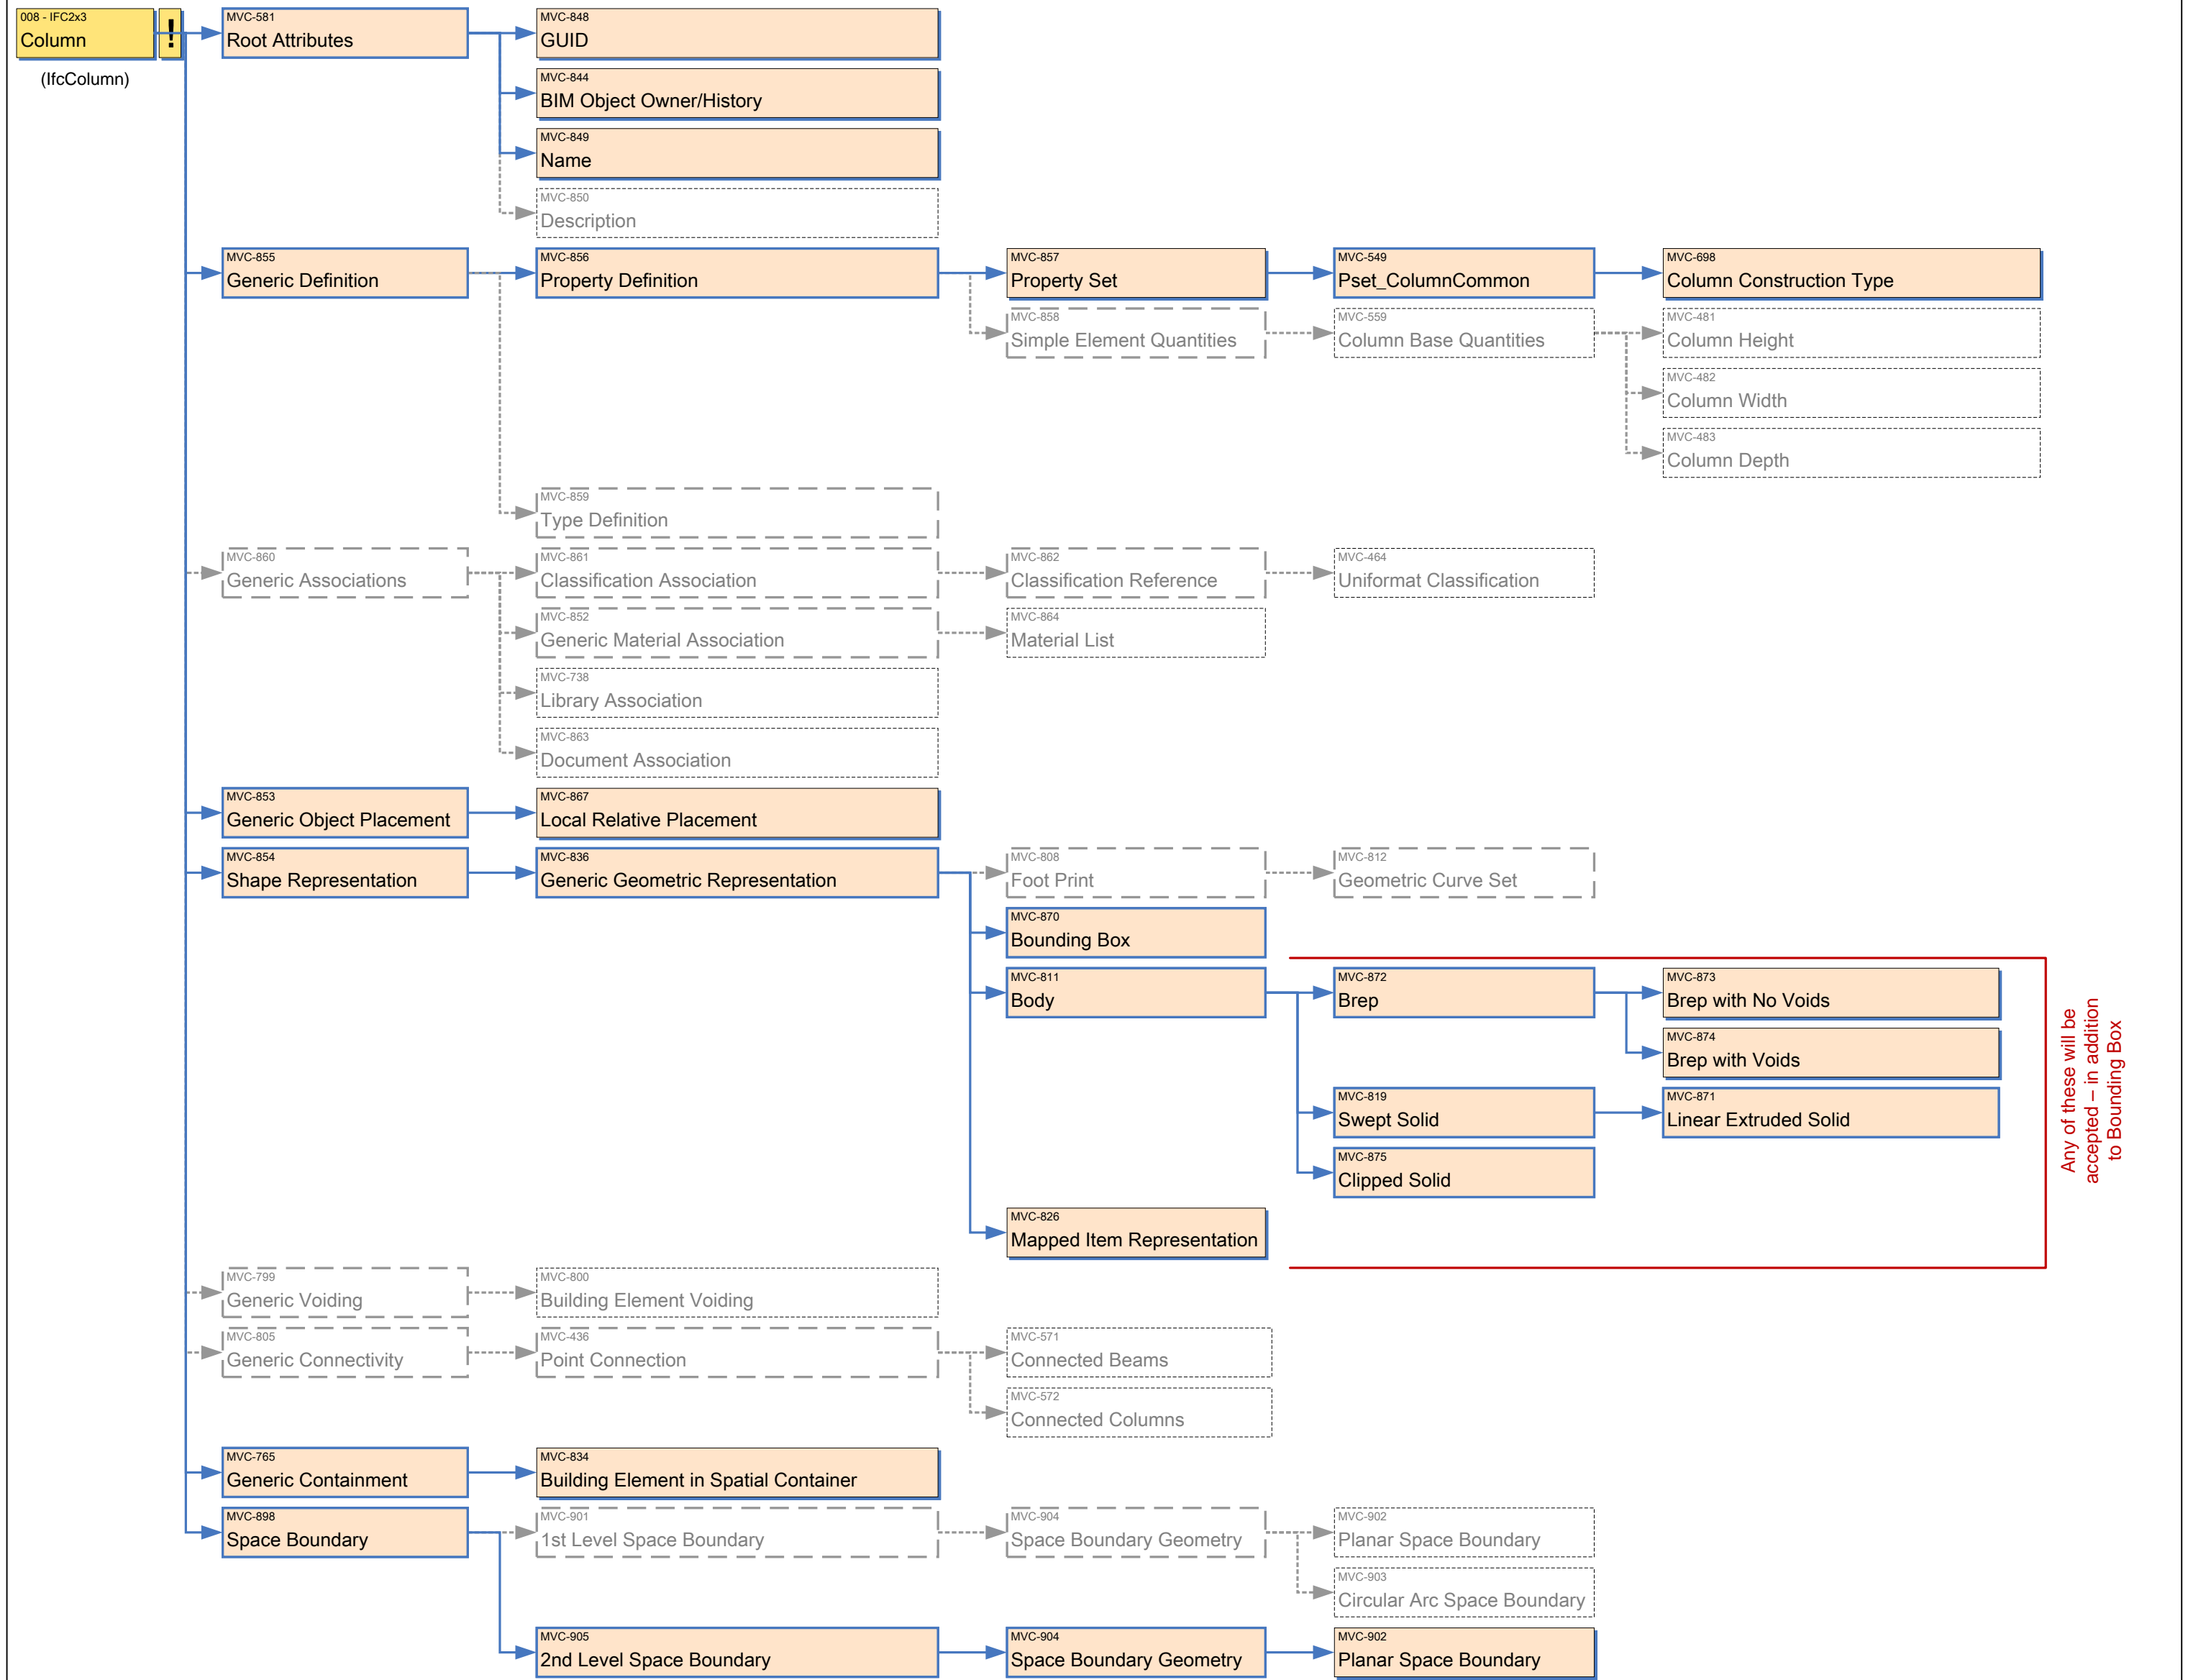 008 - IFC2x3
Column
!
(IfcColumn)
MVC-581
Root Attributes
MVC-848
GUID
MVC-844
BIM Object Owner/History
MVC-849
Name
MVC-850
Description
MVC-855
Generic Definition
MVC-856
Property Definition
MVC-857
Property Set
MVC-549
Pset_ColumnCommon
MVC-698
Column Construction Type
MVC-858
Simple Element Quantities
MVC-559
Column Base Quantities
MVC-481
Column Height
MVC-482
Column Width
MVC-483
Column Depth
MVC-859
Type Definition
MVC-860
Generic Associations
MVC-861
Classification Association
MVC-862
Classification Reference
MVC-464
Uniformat Classification
MVC-852
Generic Material Association
MVC-864
Material List
MVC-738
Library Association
MVC-863
Document Association
MVC-853
Generic Object Placement
MVC-867
Local Relative Placement
MVC-854
Shape Representation
MVC-836
Generic Geometric Representation
MVC-808
Foot Print
MVC-812
Geometric Curve Set
MVC-870
Bounding Box
MVC-811
Body
MVC-872
Brep
MVC-873
Brep with No Voids
MVC-874
Brep with Voids
MVC-819
Swept Solid
MVC-871
Linear Extruded Solid
MVC-875
Clipped Solid
MVC-826
Mapped Item Representation
Any of these will be
accepted – in addition
to Bounding Box
MVC-799
Generic Voiding
MVC-800
Building Element Voiding
MVC-805
Generic Connectivity
MVC-436
Point Connection
MVC-571
Connected Beams
MVC-572
Connected Columns
MVC-765
Generic Containment
MVC-834
Building Element in Spatial Container
MVC-898
Space Boundary
MVC-901
1st Level Space Boundary
MVC-904
Space Boundary Geometry
MVC-902
Planar Space Boundary
MVC-903
Circular Arc Space Boundary
MVC-905
2nd Level Space Boundary
MVC-904
Space Boundary Geometry
MVC-902
Planar Space Boundary